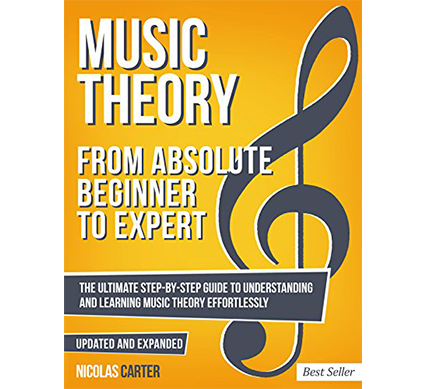 MUSIC
THEORY
FROM ABSOLUTE
BEGINNER
TO EXPERT
THE ULTIMATE STEP-BY-STEP GUIDE TO UNDERSTANDING
AND LEARNING MUSIC THEORY EFFORTLESSLY
UPDATED AND EXPANDED
NICOLAS CARTER
Best Seller